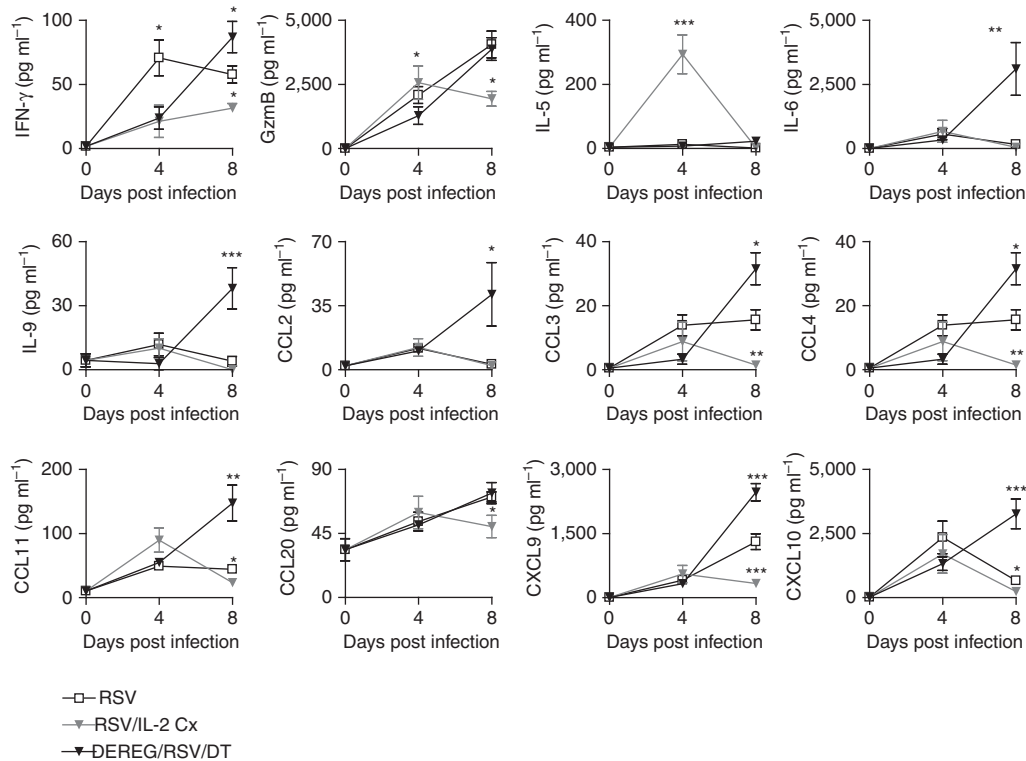 * *
100 5,000 400 *** 5,000 **
*
IFN-γ (pg ml−1) 50 GzmB (pg ml−1) 2,500 IL-5 (pg ml−1) 200 IL-6 (pg ml−1) 2,500
* *
0 0 0 0
0 4 8 0 4 8 0 4 8 0 4 8
Days post infection Days post infection Days post infection Days post infection
60 *** 70 * 40 * 40 *
IL-9 (pg ml−1) 30 CCL2 (pg ml−1) 35 CCL3 (pg ml−1) 20 CCL4 (pg ml−1) 20
** **
0 0 0 0
0 4 8 0 4 8 0 4 8 0 4 8
Days post infection Days post infection Days post infection Days post infection
200 ** 90 3,000 *** 5,000 ***
CCL11 (pg ml−1) 100 CCL20 (pg ml−1) 45 CXCL9 (pg ml−1) 1,500 CXCL10 (pg ml−1) 2,500
* * *** *
0 0 0 0
0 4 8 0 4 8 0 4 8 0 4 8
Days post infection Days post infection Days post infection Days post infection
RSV
RSV/IL-2 Cx
DEREG/RSV/DT